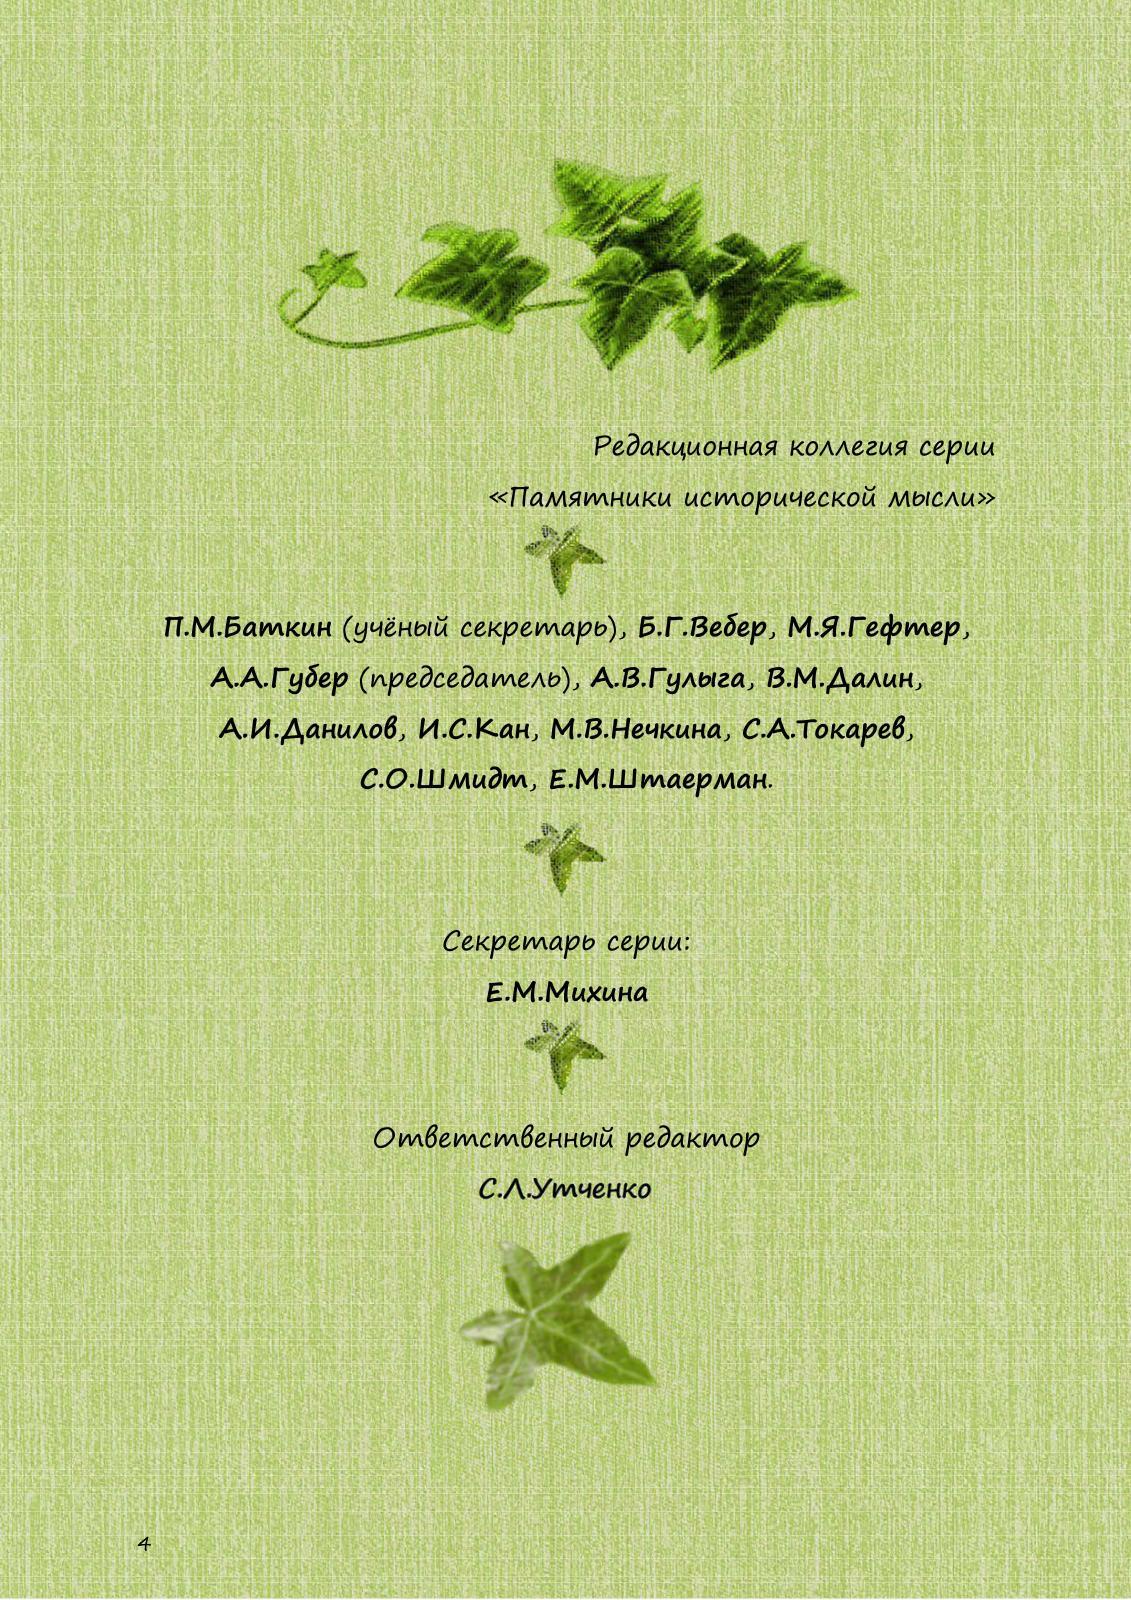 Редакционная коллегия серии
«Памятники исторической мысли»
П.М.Баткин (учёный секретарь), Б.Г.Вебер, М.Я.Гефтер,
А.А.Губер (председатель), А.В.Гулыга, В.М.Далин,
А.И.Данилов, И.С.Кан, М.В.Нечкина, С.А.Токарев,
С.О.Шмидт, Е.М.Штаерман.
Секретарь серии:
Е.М.Михина
Ответственный редактор
С.Л.Утченко
4